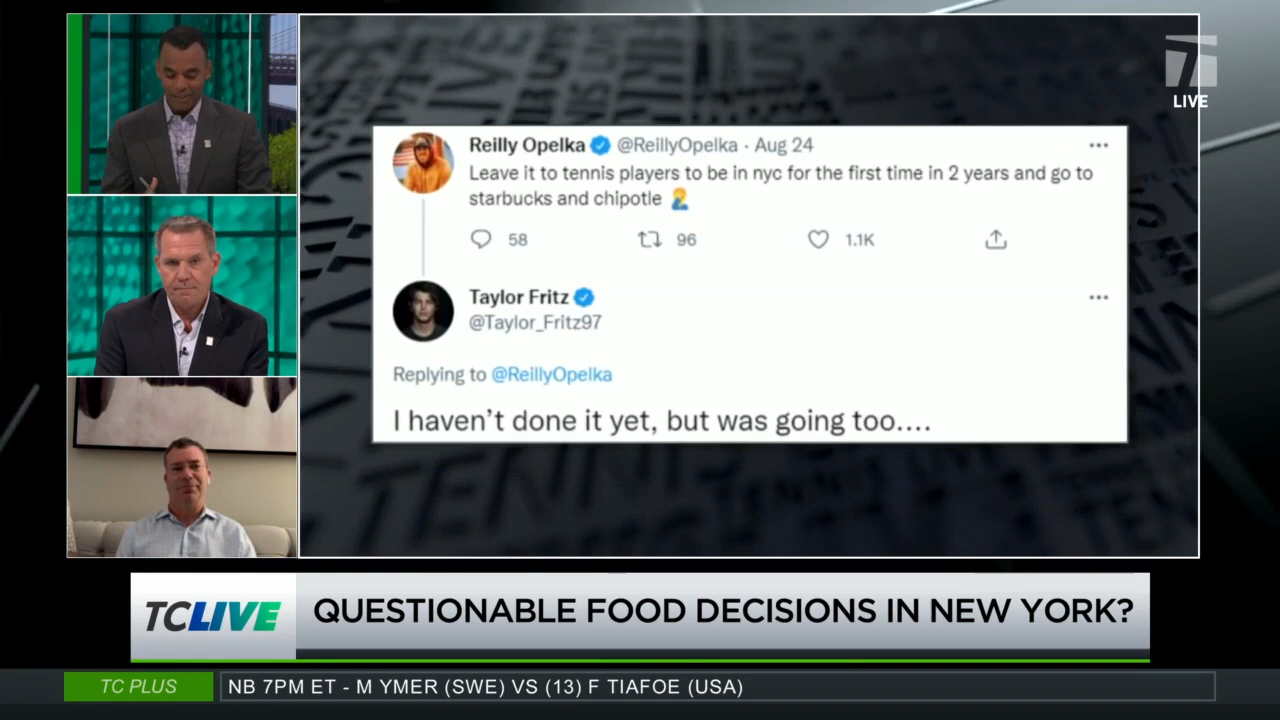 LIVE
Reilly Opelka @ReillyOpelka · Aug 24
Leave it to tennis players to be in nyc for the first time in 2 years and go to
starbucks and chipotle 🤦‍♂️
58 96 1.1K
Taylor Fritz
@Taylor_Fritz97
Replying to @ReillyOpelka
I haven't done it yet, but was going too....
TENNIS
TCLIVE QUESTIONABLE FOOD DECISIONS IN NEW YORK?
TC PLUS NB 7PM ET - M YMER (SWE) VS (13) F TIAFOE (USA)